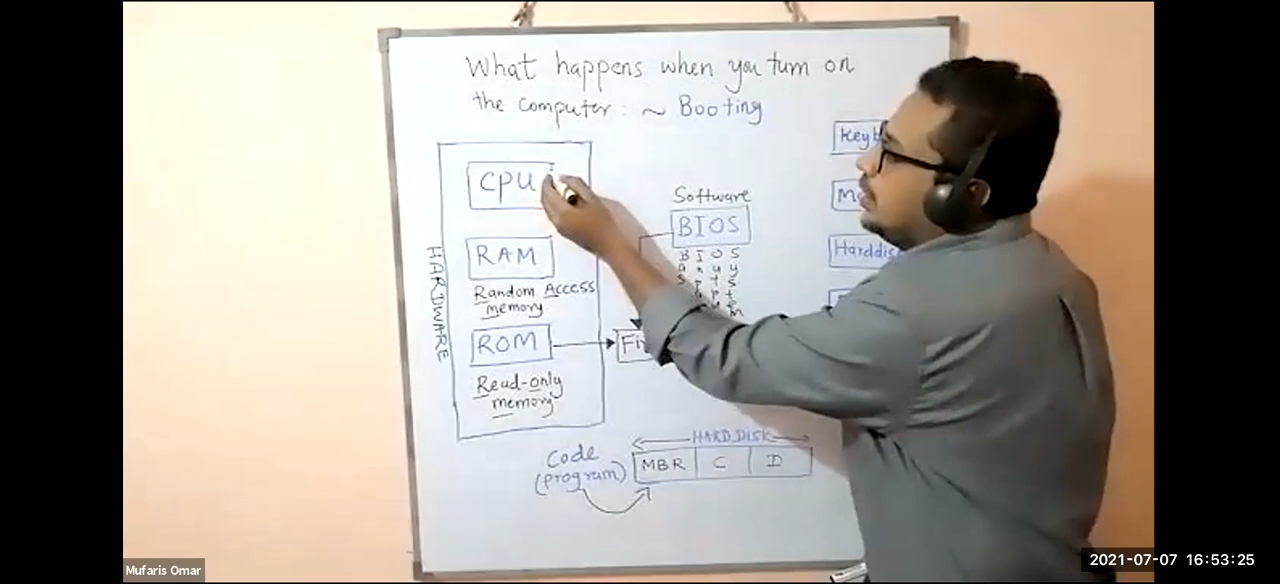 What happens when you turn on
the computer : ~ Booting
CPU
RAM
Random Access
memory
ROM
Read-only
memory
HARDWARE
Software
BIOS
B I O S
Harddis
HARD DISK
MBR C D
Code
(program)
Mufaris Omar
2021-07-07 16:53:25